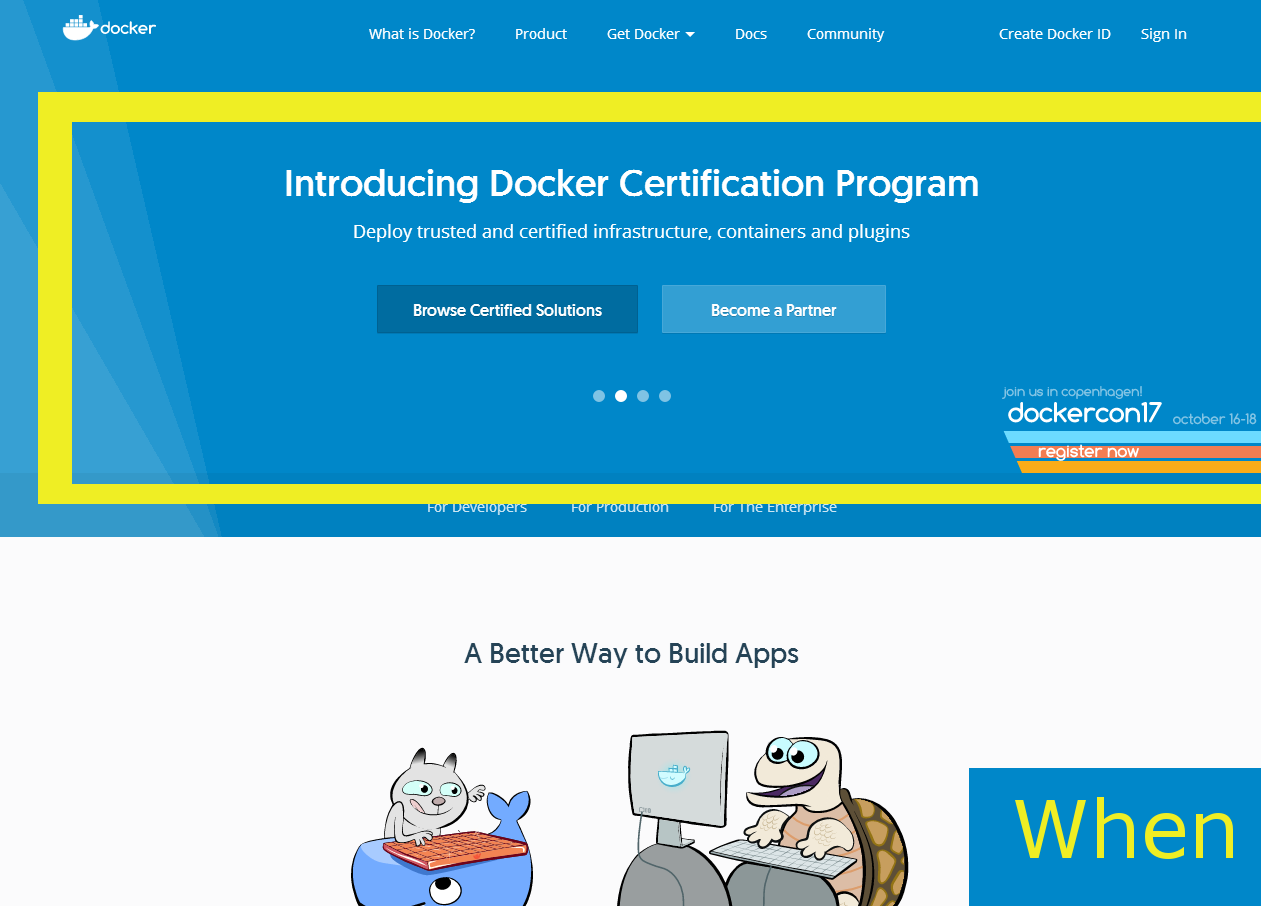 docker
What is Docker? Product Get Docker Docs Community Create Docker ID Sign In
Introducing Docker Certification Program
Deploy trusted and certified infrastructure, containers and plugins
Browse Certified Solutions Become a Partner
join us in copenhagen!
dockercon17 october 16-18
register now
For Developers For Production For The Enterprise
A Better Way to Build Apps
When